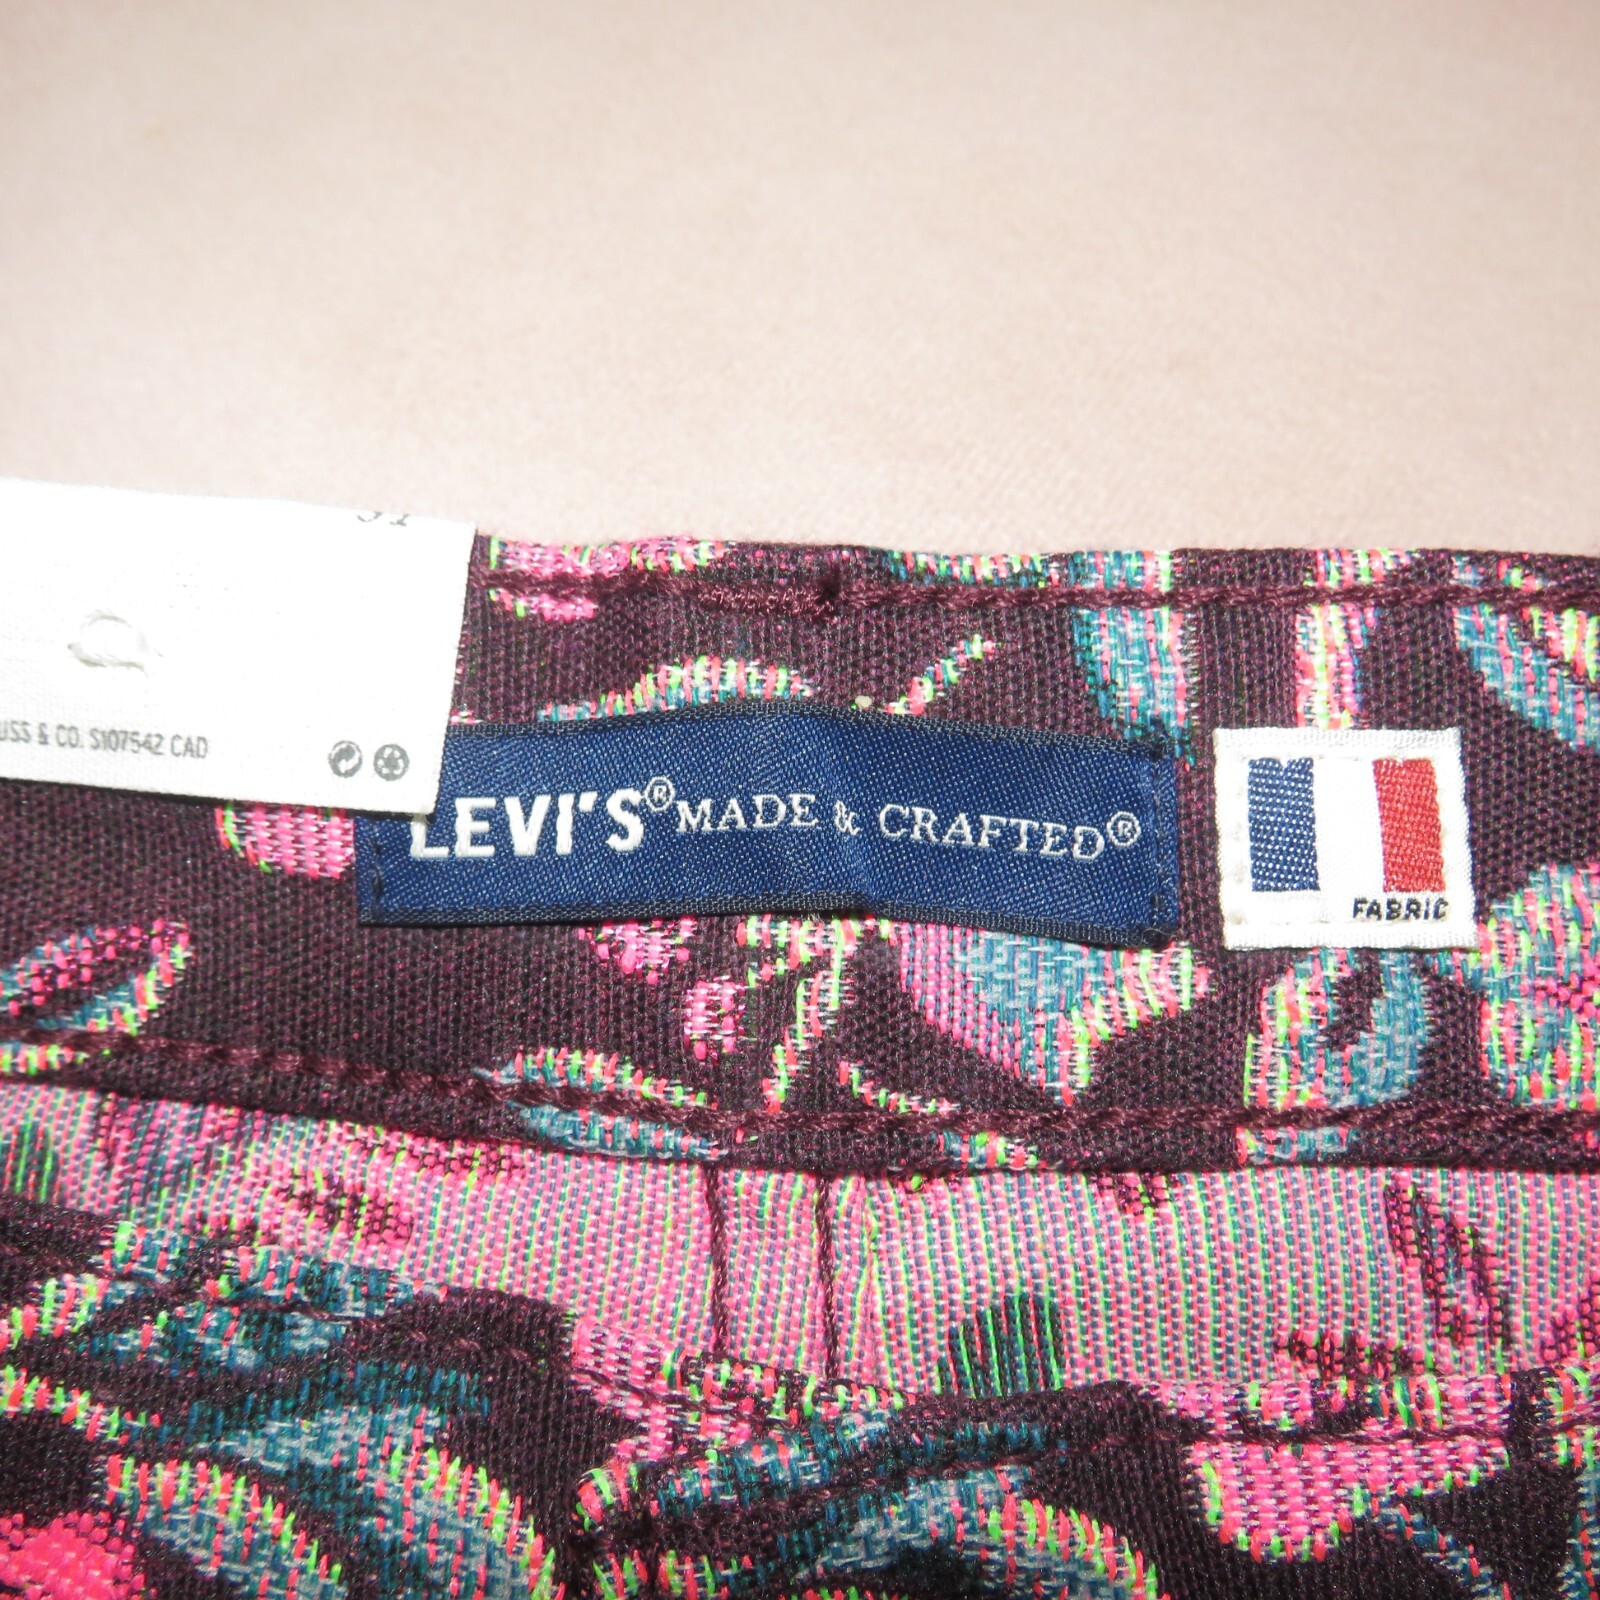 USS & CO. S107542 CAD
LEVI'S® MADE & CRAFTED®
FABRIC